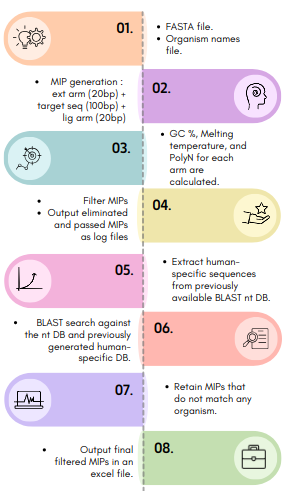 01.
• FASTA file.
• Organism names
file.
02.
• MIP generation :
ext arm (20bp) +
target seq (100bp) +
lig arm (20bp)
03.
• GC %, Melting
temperature, and
PolyN for each
arm are
calculated.
04.
• Filter MIPs
• Output eliminated
and passed MIPs
as log files
05.
• Extract human-
specific sequences
from previously
available BLAST nt DB.
06.
• BLAST search against
the nt DB and previously
generated human-
specific DB.
07.
• Retain MIPs that
do not match any
organism.
08.
• Output final
filtered MIPs in an
excel file.